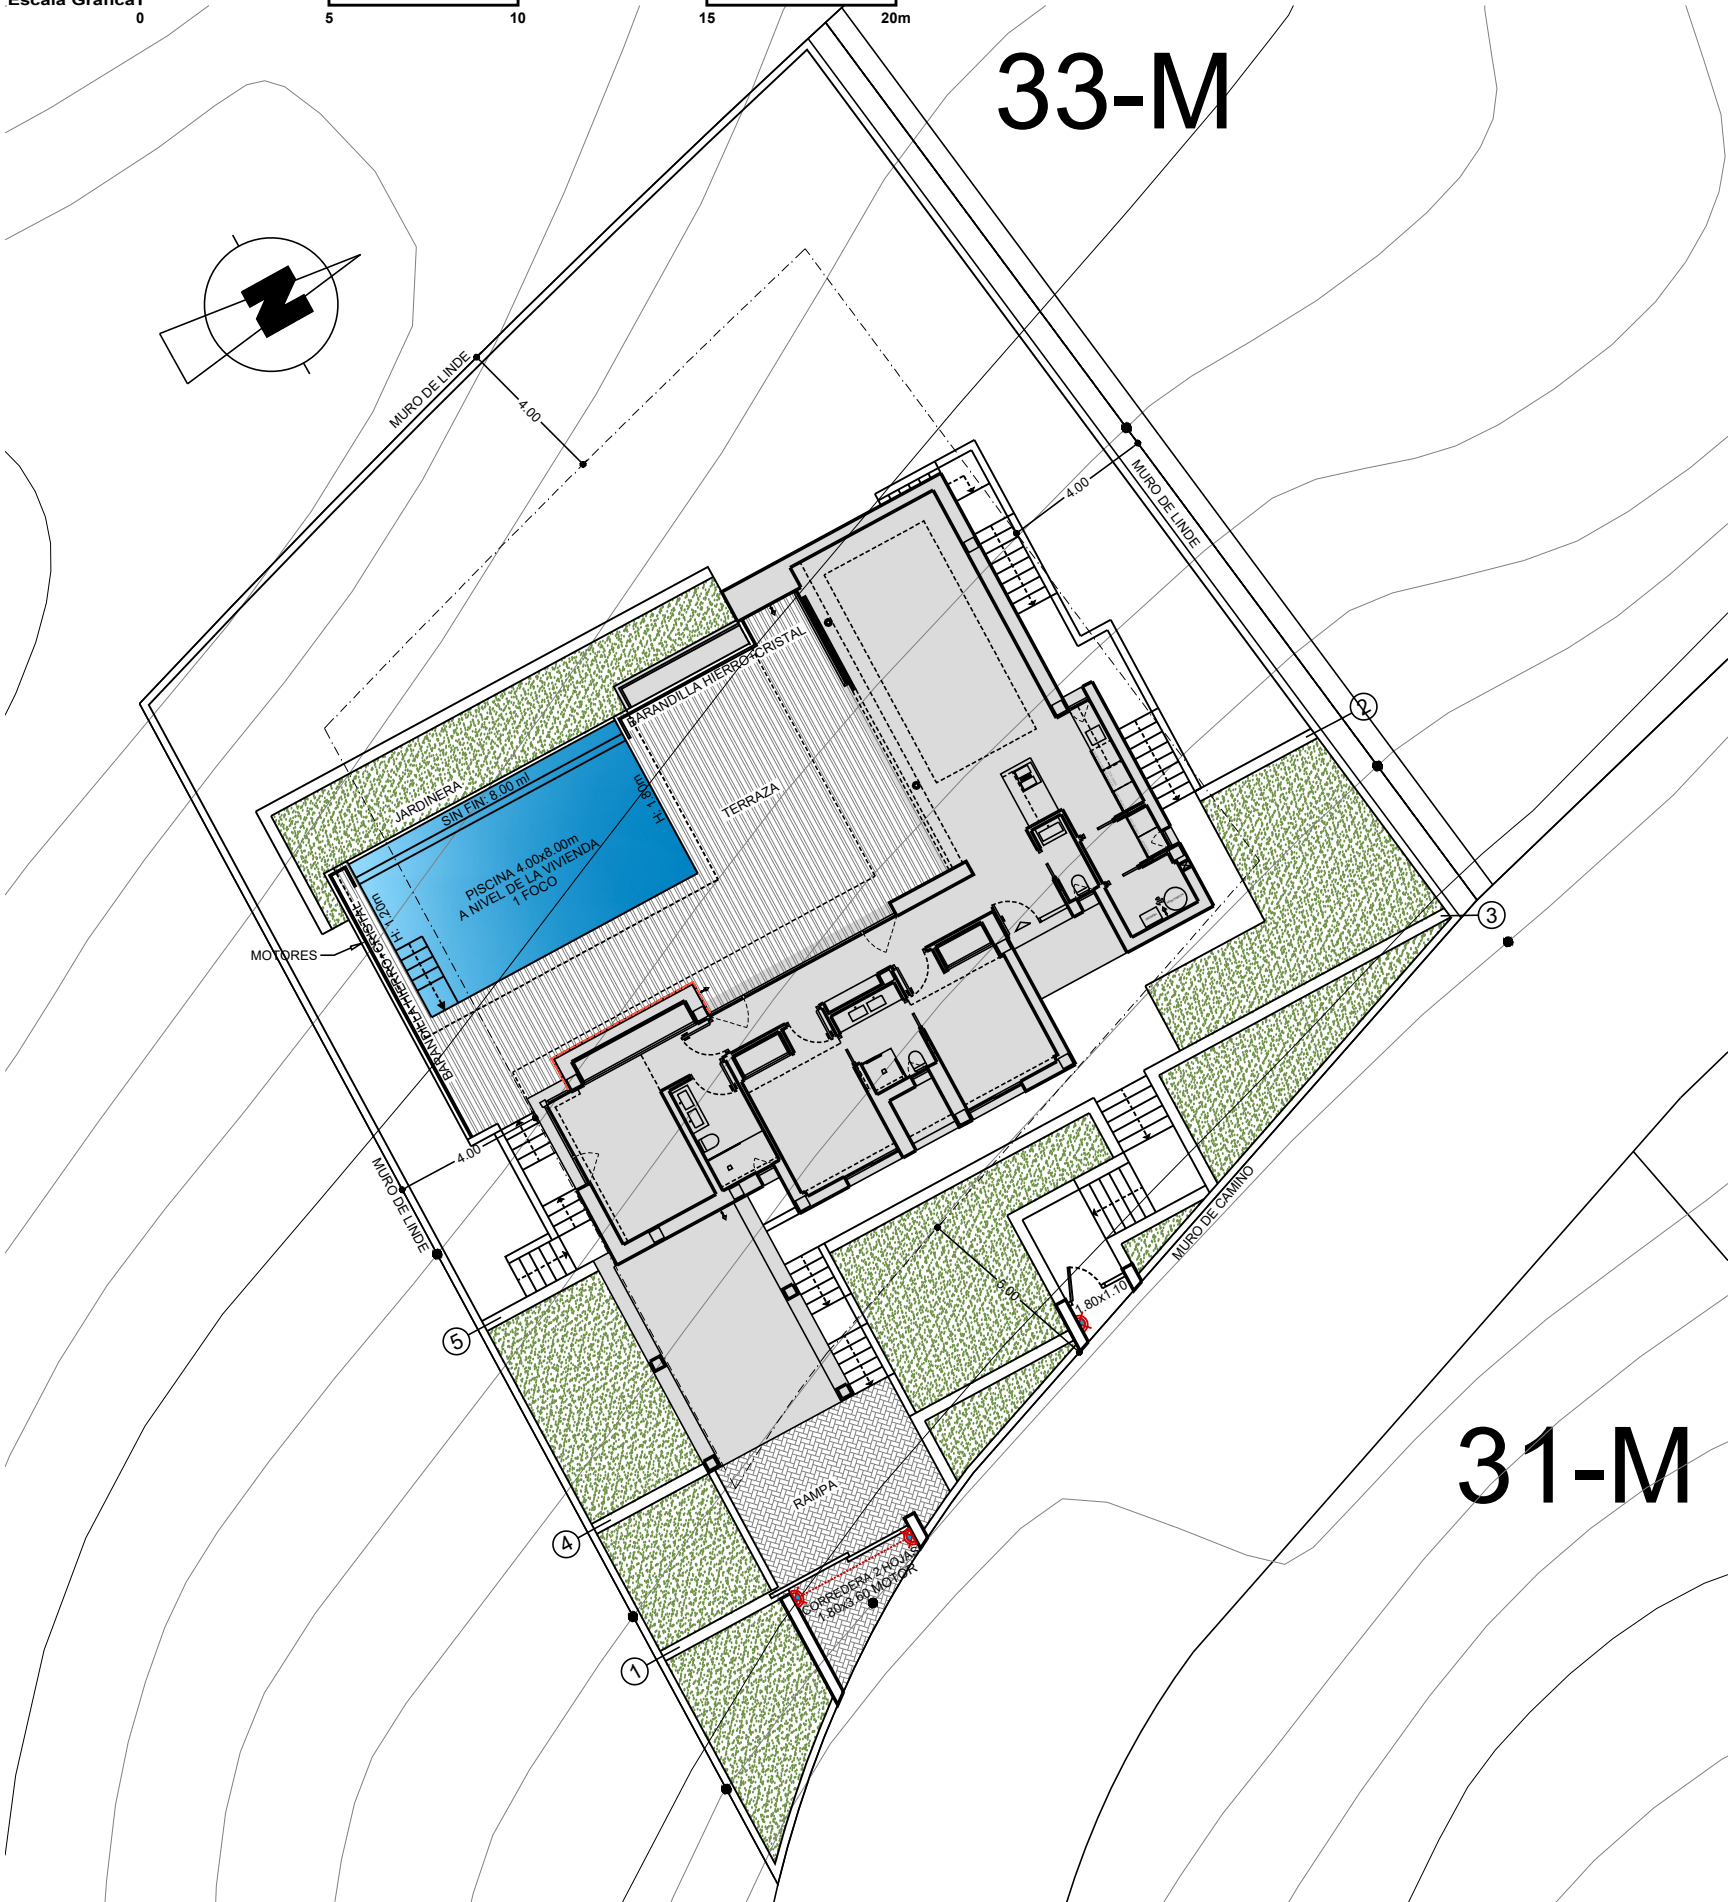 Escala Gráfica1
0 5 10 15 20m
33-M
N
MURO DE LINDE
4.00
4.00
MURO DE LINDE
BARANDILLA HIERRO+CRISTAL
2
JARDINERA
SIN FIN: 8.00 ml
H: 1.80m
TERRAZA
PISCINA 4.00x8.00m
A NIVEL DE LA VIVIENDA
1 FOCO
H: 1.20m
3
MOTORES
BARANDILLA HIERRO+CRISTAL
4.00
MURO DE LINDE
MURO DE CAMINO
1.80x1.10
5
31-M
RAMPA
4
CORREDERA 2 HOJAS
1.80x3.60 MOTOR
1